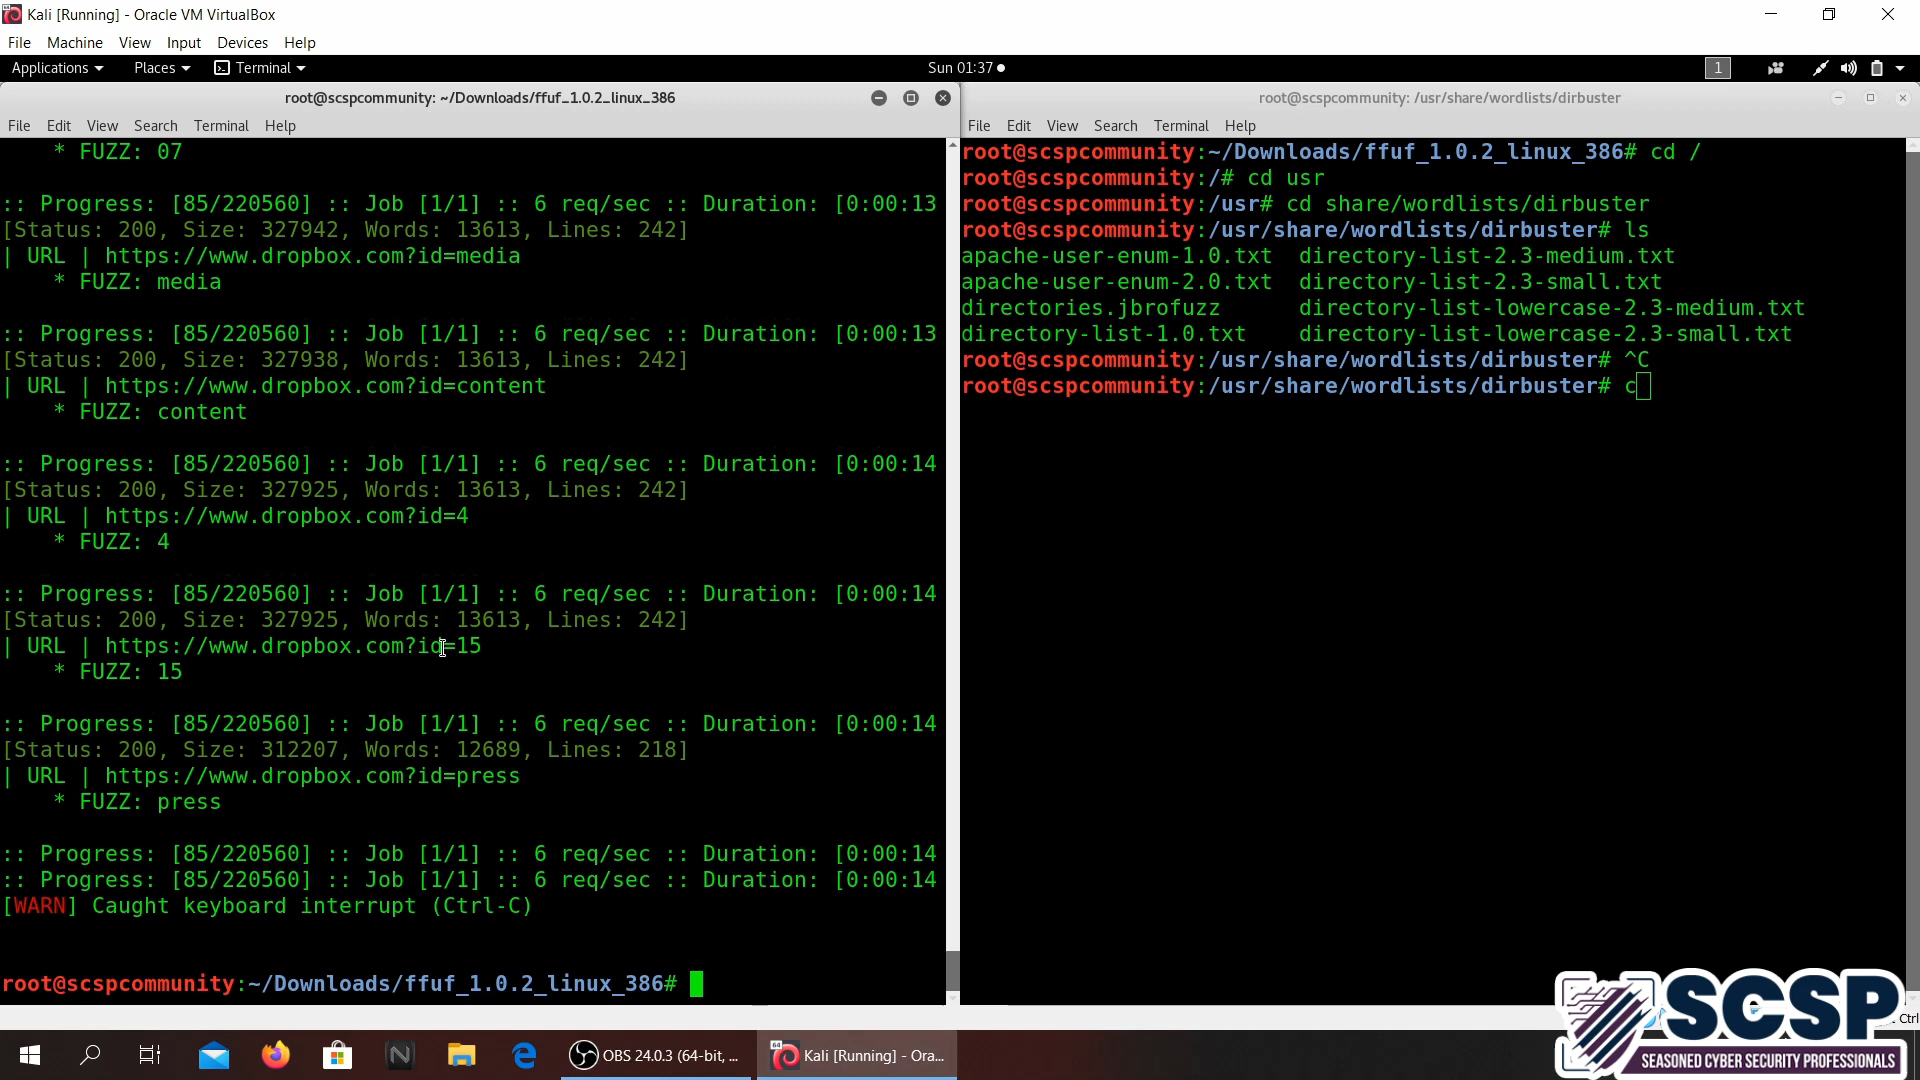 Kali [Running] - Oracle VM VirtualBox
File Machine View Input Devices Help
Applications Places Terminal Sun 01:37 1
root@scspcommunity: ~/Downloads/ffuf_1.0.2_linux_386
File Edit View Search Terminal Help
* FUZZ: 07
:: Progress: [85/220560] :: Job [1/1] :: 6 req/sec :: Duration: [0:00:13
[Status: 200, Size: 327942, Words: 13613, Lines: 242]
| URL | https://www.dropbox.com?id=media
* FUZZ: media
:: Progress: [85/220560] :: Job [1/1] :: 6 req/sec :: Duration: [0:00:13
[Status: 200, Size: 327938, Words: 13613, Lines: 242]
| URL | https://www.dropbox.com?id=content
* FUZZ: content
:: Progress: [85/220560] :: Job [1/1] :: 6 req/sec :: Duration: [0:00:14
[Status: 200, Size: 327925, Words: 13613, Lines: 242]
| URL | https://www.dropbox.com?id=4
* FUZZ: 4
:: Progress: [85/220560] :: Job [1/1] :: 6 req/sec :: Duration: [0:00:14
[Status: 200, Size: 327925, Words: 13613, Lines: 242]
| URL | https://www.dropbox.com?id=15
* FUZZ: 15
:: Progress: [85/220560] :: Job [1/1] :: 6 req/sec :: Duration: [0:00:14
[Status: 200, Size: 312207, Words: 12689, Lines: 218]
| URL | https://www.dropbox.com?id=press
* FUZZ: press
:: Progress: [85/220560] :: Job [1/1] :: 6 req/sec :: Duration: [0:00:14
:: Progress: [85/220560] :: Job [1/1] :: 6 req/sec :: Duration: [0:00:14
[WARN] Caught keyboard interrupt (Ctrl-C)
root@scspcommunity:~/Downloads/ffuf_1.0.2_linux_386#
root@scspcommunity: /usr/share/wordlists/dirbuster
File Edit View Search Terminal Help
root@scspcommunity:~/Downloads/ffuf_1.0.2_linux_386# cd /
root@scspcommunity:/# cd usr
root@scspcommunity:/usr# cd share/wordlists/dirbuster
root@scspcommunity:/usr/share/wordlists/dirbuster# ls
apache-user-enum-1.0.txt directory-list-2.3-medium.txt
apache-user-enum-2.0.txt directory-list-2.3-small.txt
directories.jbrofuzz directory-list-lowercase-2.3-medium.txt
directory-list-1.0.txt directory-list-lowercase-2.3-small.txt
root@scspcommunity:/usr/share/wordlists/dirbuster# ^C
root@scspcommunity:/usr/share/wordlists/dirbuster# c
Ctrl
OBS 24.0.3 (64-bit, ...
64
Kali [Running] - Ora...
SCSP
SEASONED CYBER SECURITY PROFESSIONALS